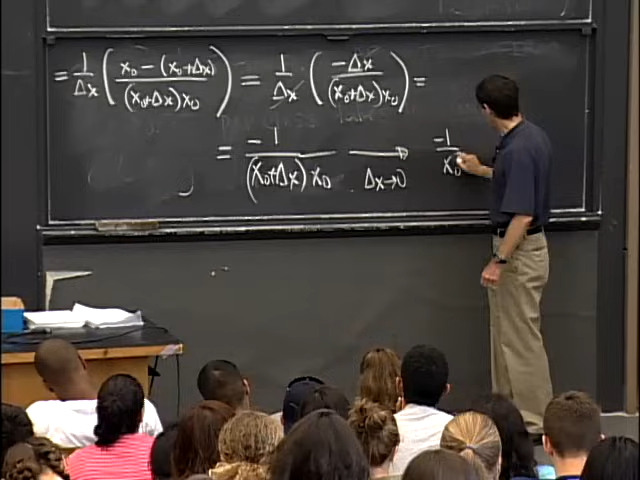 = 1/Δx ( (x₀ − (x₀+Δx)) / ((x₀+Δx)x₀) ) = 1/Δx ( −Δx / ((x₀+Δx)x₀) ) =
= −1 / ((x₀+Δx) x₀) → Δx→0 −1/x₀